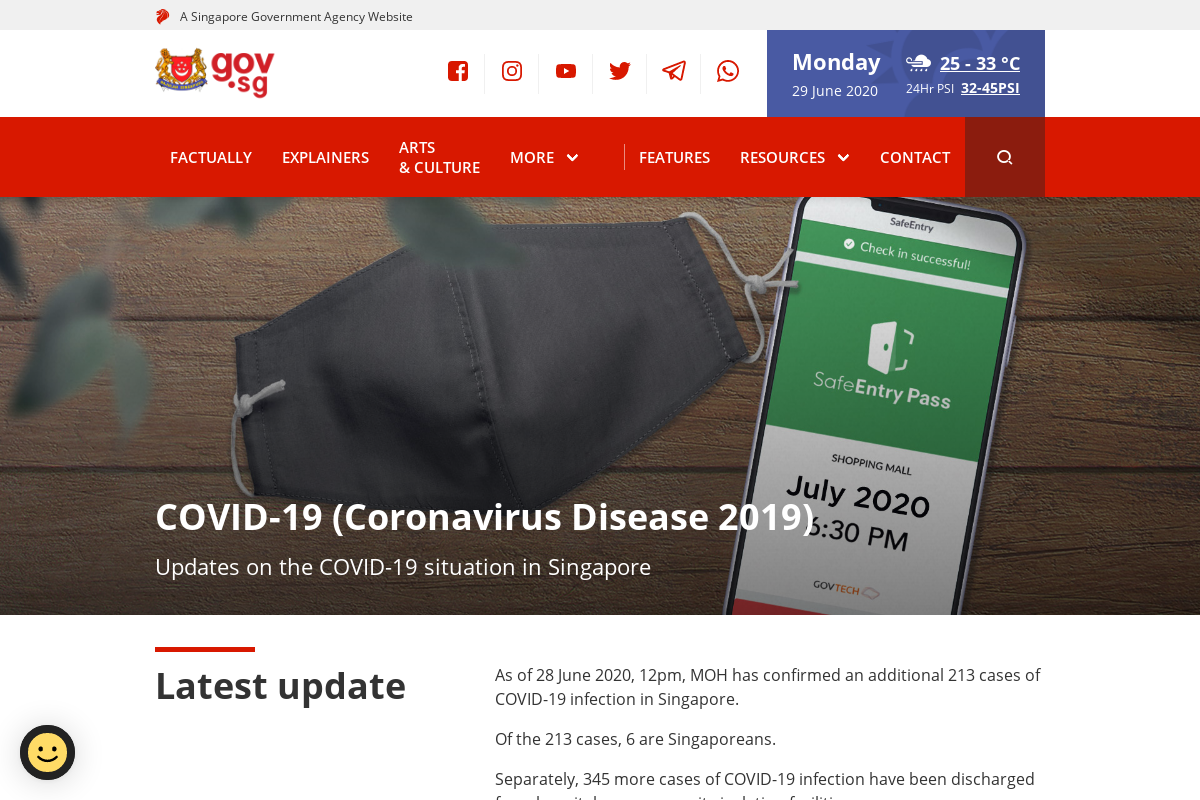 A Singapore Government Agency Website
gov
.sg
Monday
29 June 2020
25 - 33 °C
24Hr PSI 32-45PSI
FACTUALLY
EXPLAINERS
ARTS
& CULTURE
MORE
FEATURES
RESOURCES
CONTACT
SafeEntry
Check in successful!
SafeEntry Pass
SHOPPING MALL
July 2020
6:30 PM
GOVTECH
COVID-19 (Coronavirus Disease 2019)
Updates on the COVID-19 situation in Singapore
Latest update
As of 28 June 2020, 12pm, MOH has confirmed an additional 213 cases of
COVID-19 infection in Singapore.
Of the 213 cases, 6 are Singaporeans.
Separately, 345 more cases of COVID-19 infection have been discharged